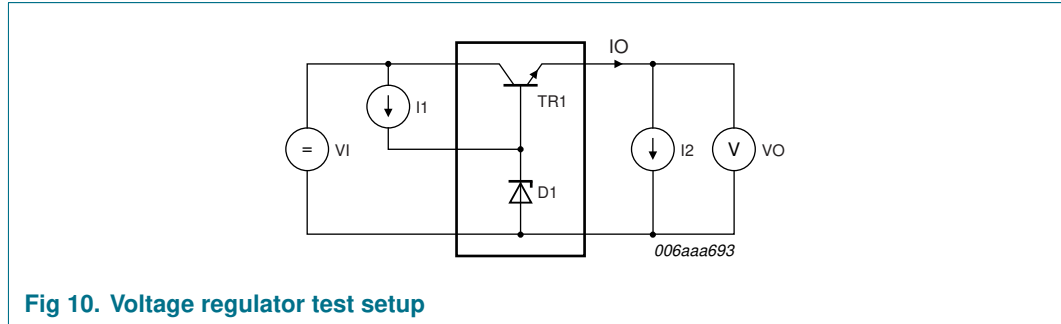 IO
I1
TR1
= VI
I2
V VO
D1
006aaa693
Fig 10. Voltage regulator test setup